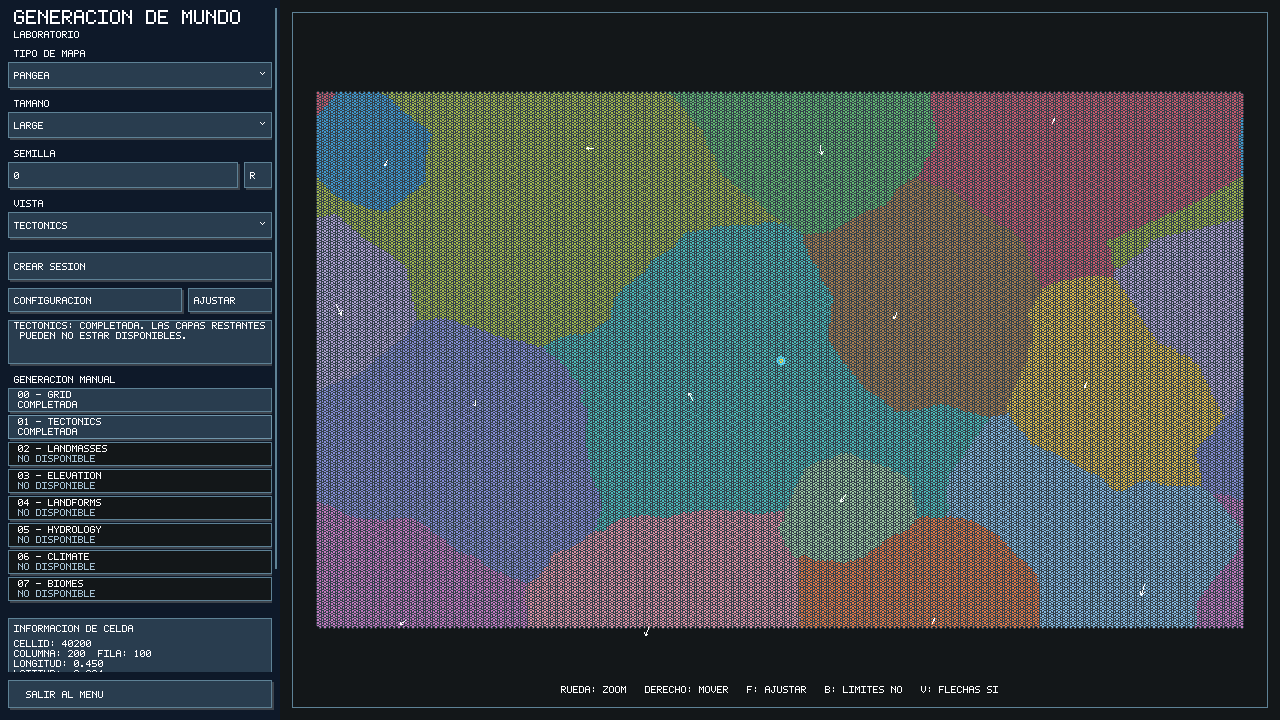 GENERACION DE MUNDO
LABORATORIO
TIPO DE MAPA
PANGEA
TAMANO
LARGE
SEMILLA
0 R
VISTA
TECTONICS
CREAR SESION
CONFIGURACION AJUSTAR
TECTONICS: COMPLETADA. LAS CAPAS RESTANTES
PUEDEN NO ESTAR DISPONIBLES.
GENERACION MANUAL
00 - GRID
COMPLETADA
01 - TECTONICS
COMPLETADA
02 - LANDMASSES
NO DISPONIBLE
03 - ELEVATION
NO DISPONIBLE
04 - LANDFORMS
NO DISPONIBLE
05 - HYDROLOGY
NO DISPONIBLE
06 - CLIMATE
NO DISPONIBLE
07 - BIOMES
NO DISPONIBLE
INFORMACION DE CELDA
CELLID: 40200
COLUMNA: 200 FILA: 100
LONGITUD: 0.450
SALIR AL MENU
RUEDA: ZOOM DERECHO: MOVER F: AJUSTAR B: LIMITES NO V: FLECHAS SI